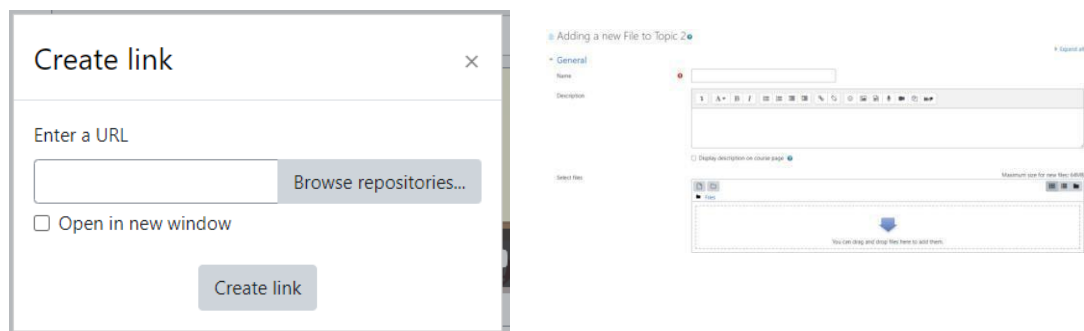 Create link
×
Enter a URL
Browse repositories...
Open in new window
Create link
Adding a new File to Topic 2
Expand all
General
Name
Description
Display description on course page
Select files
Maximum size for new files: 64MB
Files
You can drag and drop files here to add them.